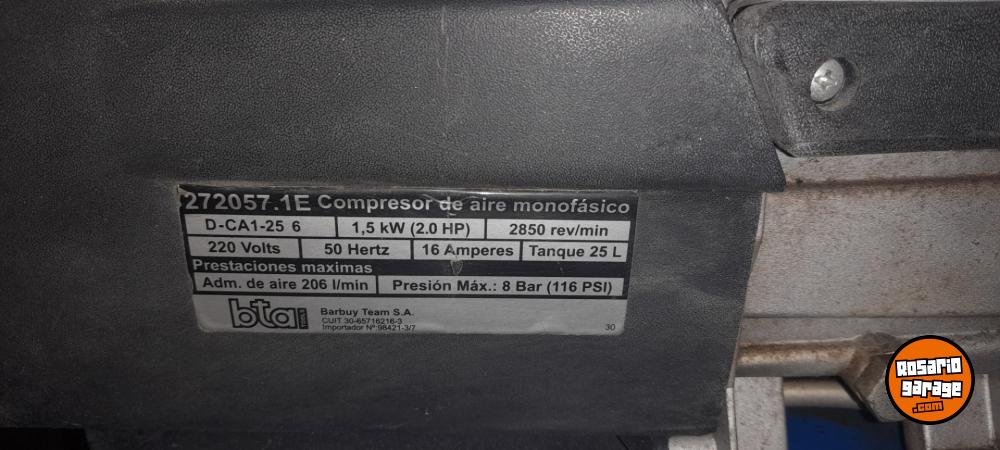 272057.1E Compresor de aire monofásico
D-CA1-25 6 1,5 kW (2.0 HP) 2850 rev/min
220 Volts 50 Hertz 16 Amperes Tanque 25 L
Prestaciones maximas
Adm. de aire 206 l/min Presión Máx.: 8 Bar (116 PSI)
bta
Barbuy Team S.A.
CUIT 30-65716216-3
Importador Nº 98421-3/7
30
Rosario
garage
.com